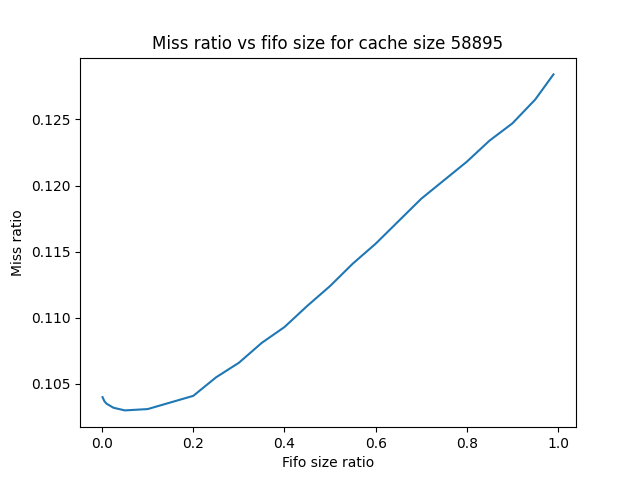 Miss ratio vs fifo size for cache size 58895
Miss ratio
0.125
0.120
0.115
0.110
0.105
0.0 0.2 0.4 0.6 0.8 1.0
Fifo size ratio